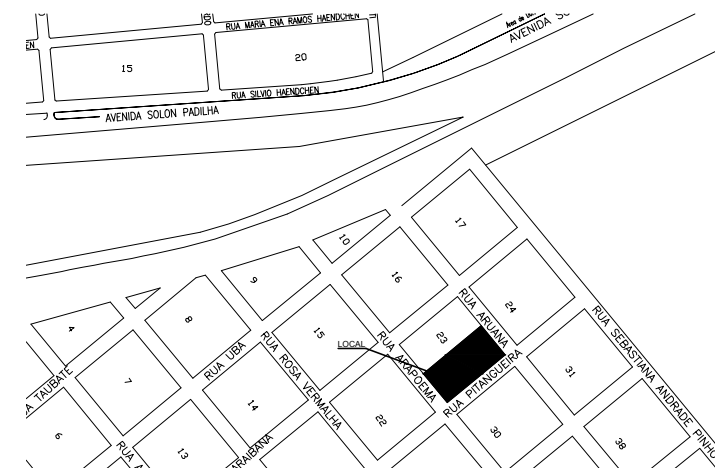 RUA MARIA ENA RAMOS HAENDCHEN
15
20
RUA SILVIO HAENDCHEN
AVENIDA SOLON PADILHA
AVENIDA
17
10
16
9
24
RUA ARUANA
23
8
4
15
LOCAL
RUA SEBASTIANA ANDRADE PINHO
RUA UBA
RUA ROSA VERMALHA
RUA ARAPOEMA
RUA PITANGUEIRA
31
7
TAUBATE
14
22
30
38
6
13
RUA